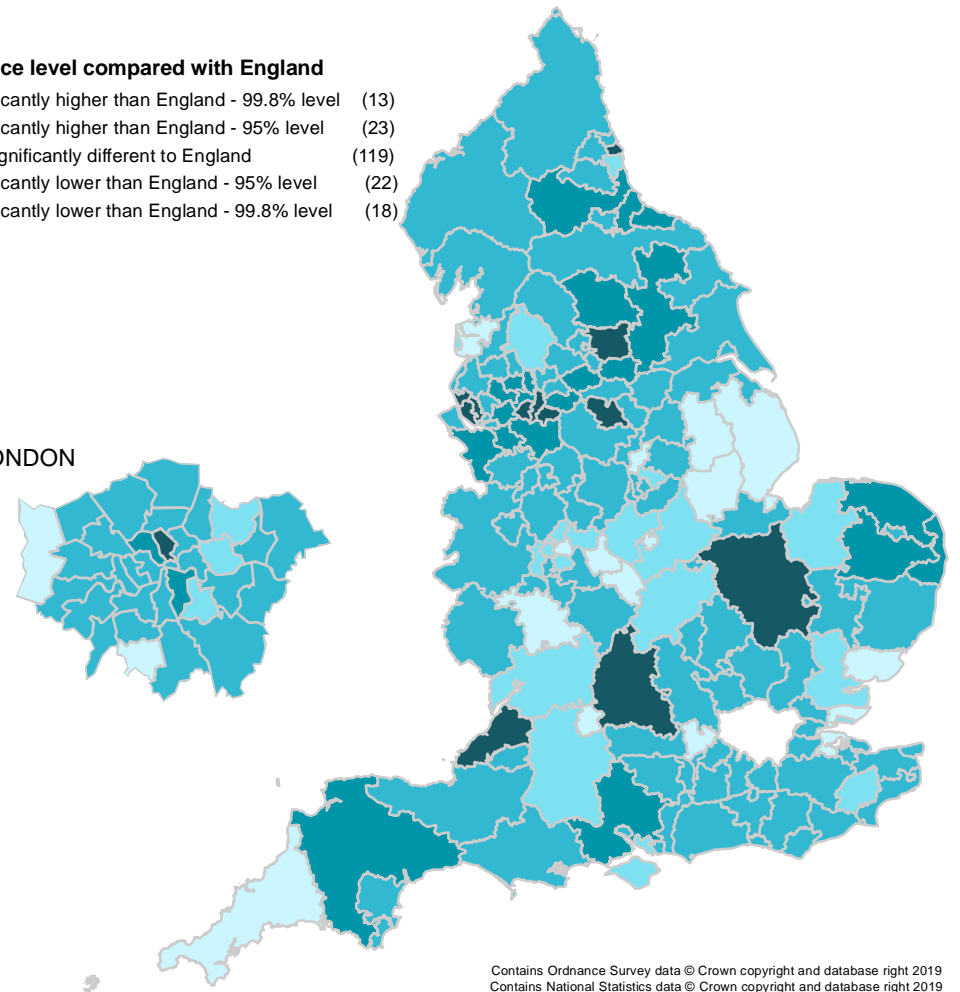 ce level compared with England
cantly higher than England - 99.8% level (13)
cantly higher than England - 95% level (23)
gnificantly different to England (119)
cantly lower than England - 95% level (22)
cantly lower than England - 99.8% level (18)
ONDON
Contains Ordnance Survey data © Crown copyright and database right 2019
Contains National Statistics data © Crown copyright and database right 2019